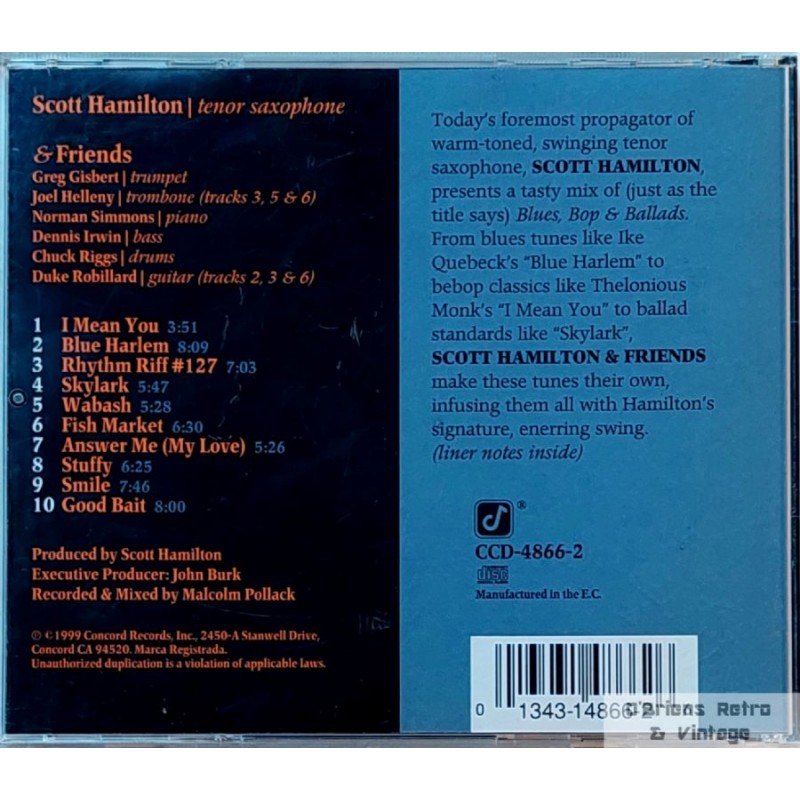 Scott Hamilton | tenor saxophone
& Friends
Greg Gisbert | trumpet
Joel Helleny | trombone (tracks 3, 5 & 6)
Norman Simmons | piano
Dennis Irwin | bass
Chuck Riggs | drums
Duke Robillard | guitar (tracks 2, 3 & 6)
1 I Mean You 3:51
2 Blue Harlem 8:09
3 Rhythm Riff #127 7:03
4 Skylark 5:47
5 Wabash 5:28
6 Fish Market 6:30
7 Answer Me (My Love) 5:26
8 Stuffy 6:25
9 Smile 7:46
10 Good Bait 8:00
Produced by Scott Hamilton
Executive Producer: John Burk
Recorded & Mixed by Malcolm Pollack
℗ © 1999 Concord Records, Inc., 2450-A Stanwell Drive,
Concord CA 94520. Marca Registrada.
Unauthorized duplication is a violation of applicable laws.
Today's foremost propagator of
warm-toned, swinging tenor
saxophone, SCOTT HAMILTON,
presents a tasty mix of (just as the
title says) Blues, Bop & Ballads.
From blues tunes like Ike
Quebeck's "Blue Harlem" to
bebop classics like Thelonious
Monk's "I Mean You" to ballad
standards like "Skylark",
SCOTT HAMILTON & FRIENDS
make these tunes their own,
infusing them all with Hamilton's
signature, enerring swing.
(liner notes inside)
®
CCD-4866-2
disc
Manufactured in the E.C.
0 1343-14866-2
O'Briens Retro
& Vintage